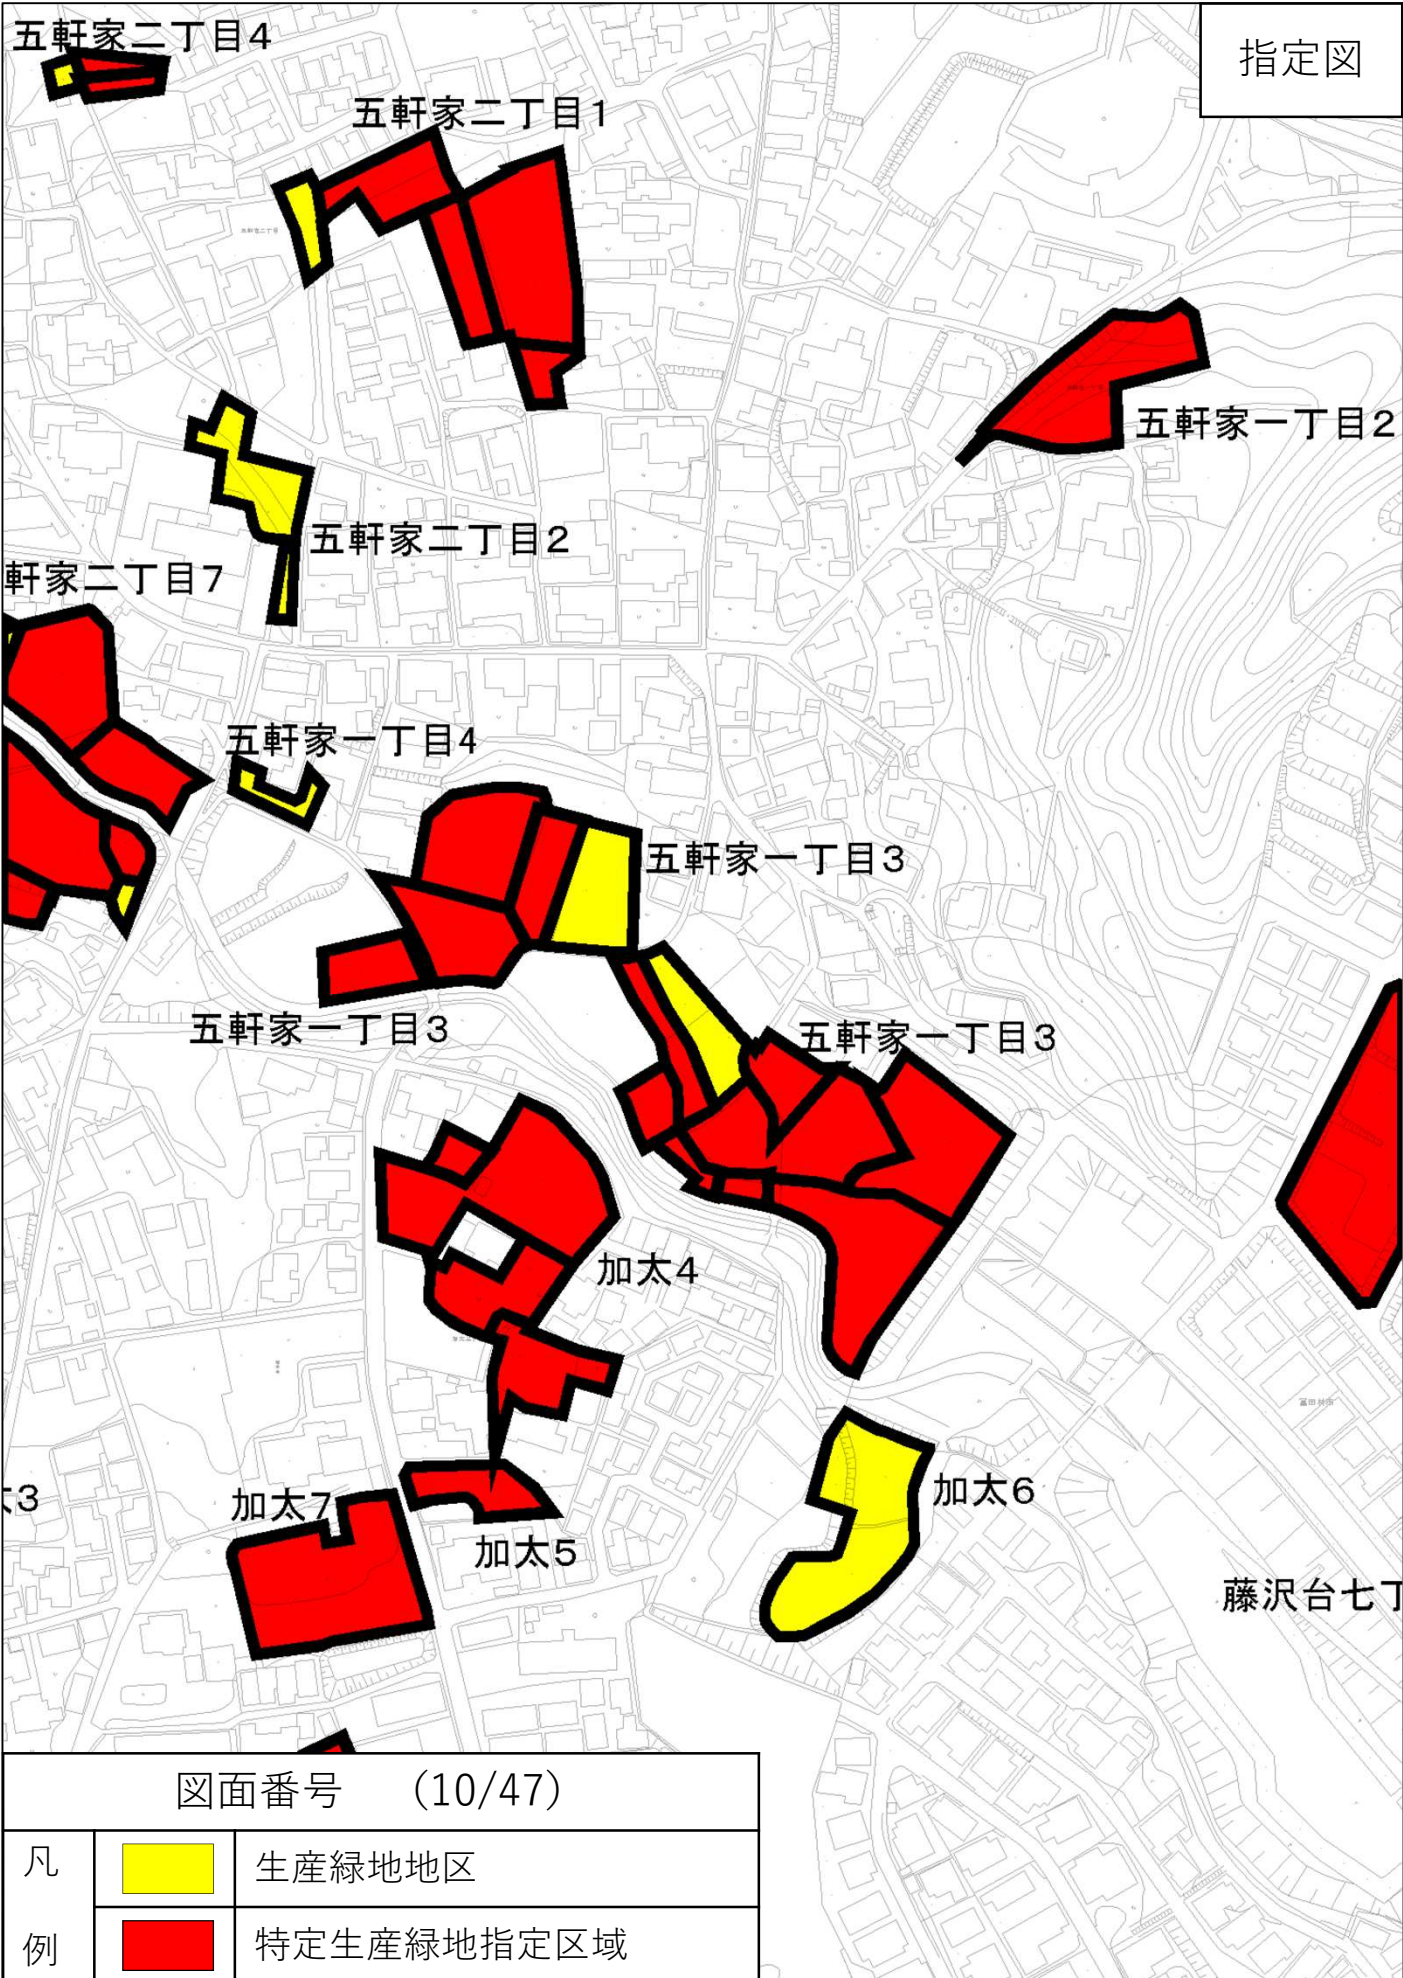 五軒家二丁目4
指定図
五軒家二丁目1
五軒家一丁目2
五軒家二丁目2
軒家二丁目7
五軒家一丁目4
五軒家一丁目3
五軒家一丁目3
五軒家一丁目3
加太4
富田林市
加太6
3
加太7
加太5
藤沢台七丁
図面番号 (10/47)
凡例
生産緑地地区
特定生産緑地指定区域